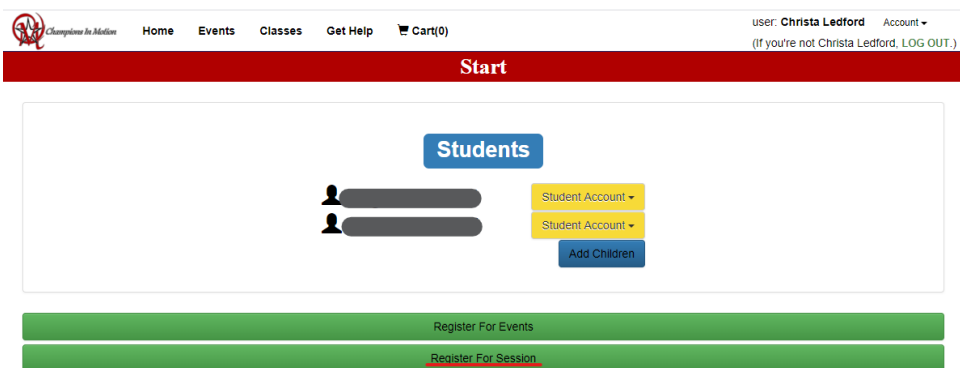 Champions In Motion Home Events Classes Get Help Cart(0) user: Christa Ledford Account
(If you're not Christa Ledford, LOG OUT.)
Start
Students
Student Account
Student Account
Add Children
Register For Events
Register For Session